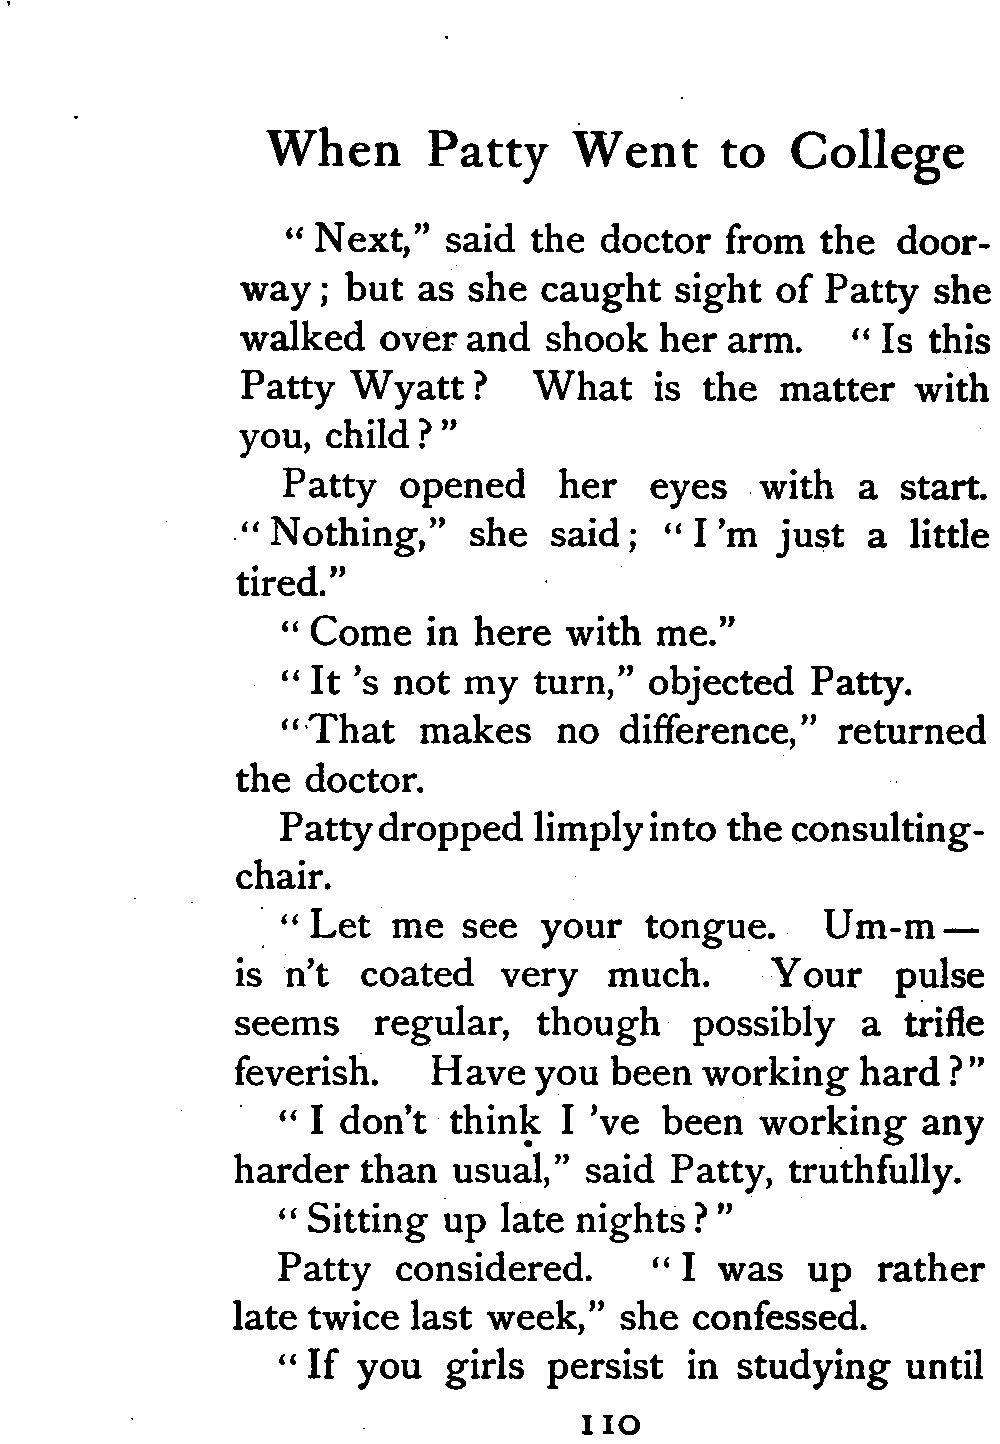 When Patty Went to College
“ Next,” said the doctor from the door-
way ; but as she caught sight of Patty she
walked over and shook her arm. “ Is this
Patty Wyatt ? What is the matter with
you, child ? ”
Patty opened her eyes with a start.
“ Nothing,” she said ; “ I 'm just a little
tired.”
“ Come in here with me.”
“ It 's not my turn,” objected Patty.
“ That makes no difference,” returned
the doctor.
Patty dropped limply into the consulting-
chair.
“ Let me see your tongue. Um-m —
is n't coated very much. Your pulse
seems regular, though possibly a trifle
feverish. Have you been working hard ? ”
“ I don't think I 've been working any
harder than usual,” said Patty, truthfully.
“ Sitting up late nights ? ”
Patty considered. “ I was up rather
late twice last week,” she confessed.
“ If you girls persist in studying until
110